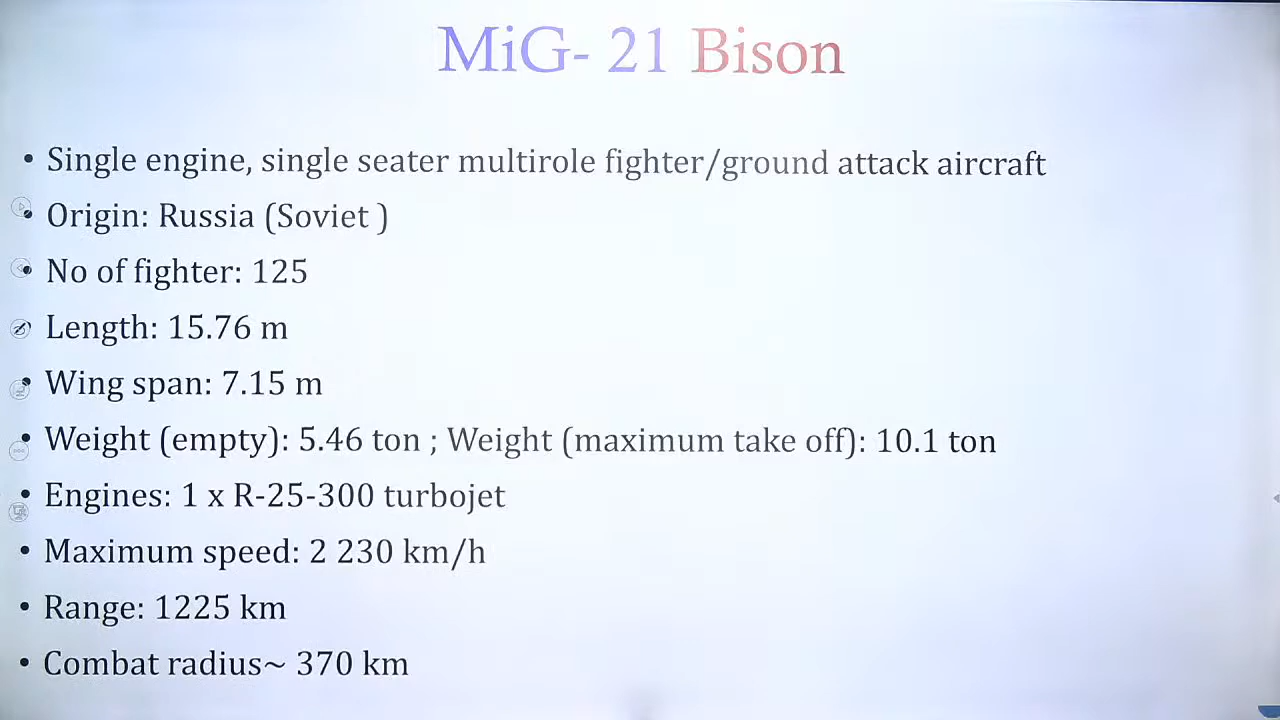 MiG- 21 Bison
• Single engine, single seater multirole fighter/ground attack aircraft
• Origin: Russia (Soviet )
• No of fighter: 125
Length: 15.76 m
• Wing span: 7.15 m
• Weight (empty): 5.46 ton ; Weight (maximum take off): 10.1 ton
• Engines: 1 x R-25-300 turbojet
• Maximum speed: 2 230 km/h
• Range: 1225 km
• Combat radius~ 370 km